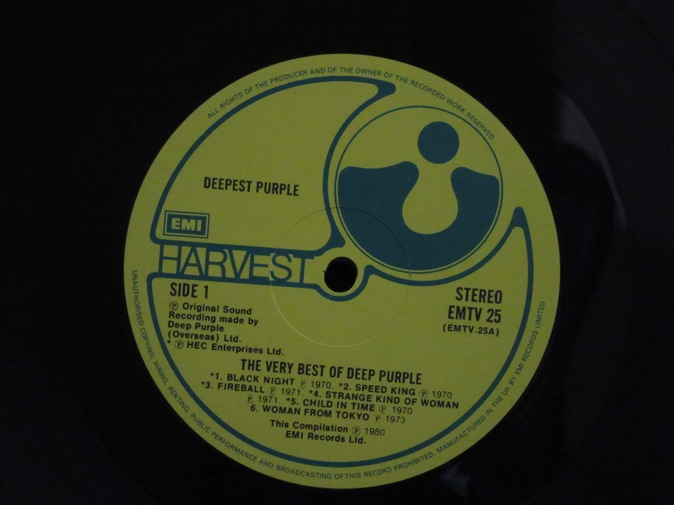 ALL RIGHTS OF THE PRODUCER AND OF THE OWNER OF THE RECORDED WORK RESERVED
DEEPEST PURPLE
EMI
HARVEST
SIDE 1
Ⓟ Original Sound
Recording made by
Deep Purple
(Overseas) Ltd.
* Ⓟ HEC Enterprises Ltd.
STEREO
EMTV 25
(EMTV.25A)
THE VERY BEST OF DEEP PURPLE
*1. BLACK NIGHT Ⓟ 1970, *2. SPEED KING Ⓟ 1970
*3. FIREBALL Ⓟ 1971, *4. STRANGE KIND OF WOMAN
Ⓟ 1971. *5. CHILD IN TIME Ⓟ 1970
6. WOMAN FROM TOKYO Ⓟ 1973
This Compilation Ⓟ 1980
EMI Records Ltd.
UNAUTHORISED COPYING, HIRING, RENTING, PUBLIC PERFORMANCE AND BROADCASTING OF THIS RECORD PROHIBITED. MANUFACTURED IN THE UK BY EMI RECORDS LIMITED